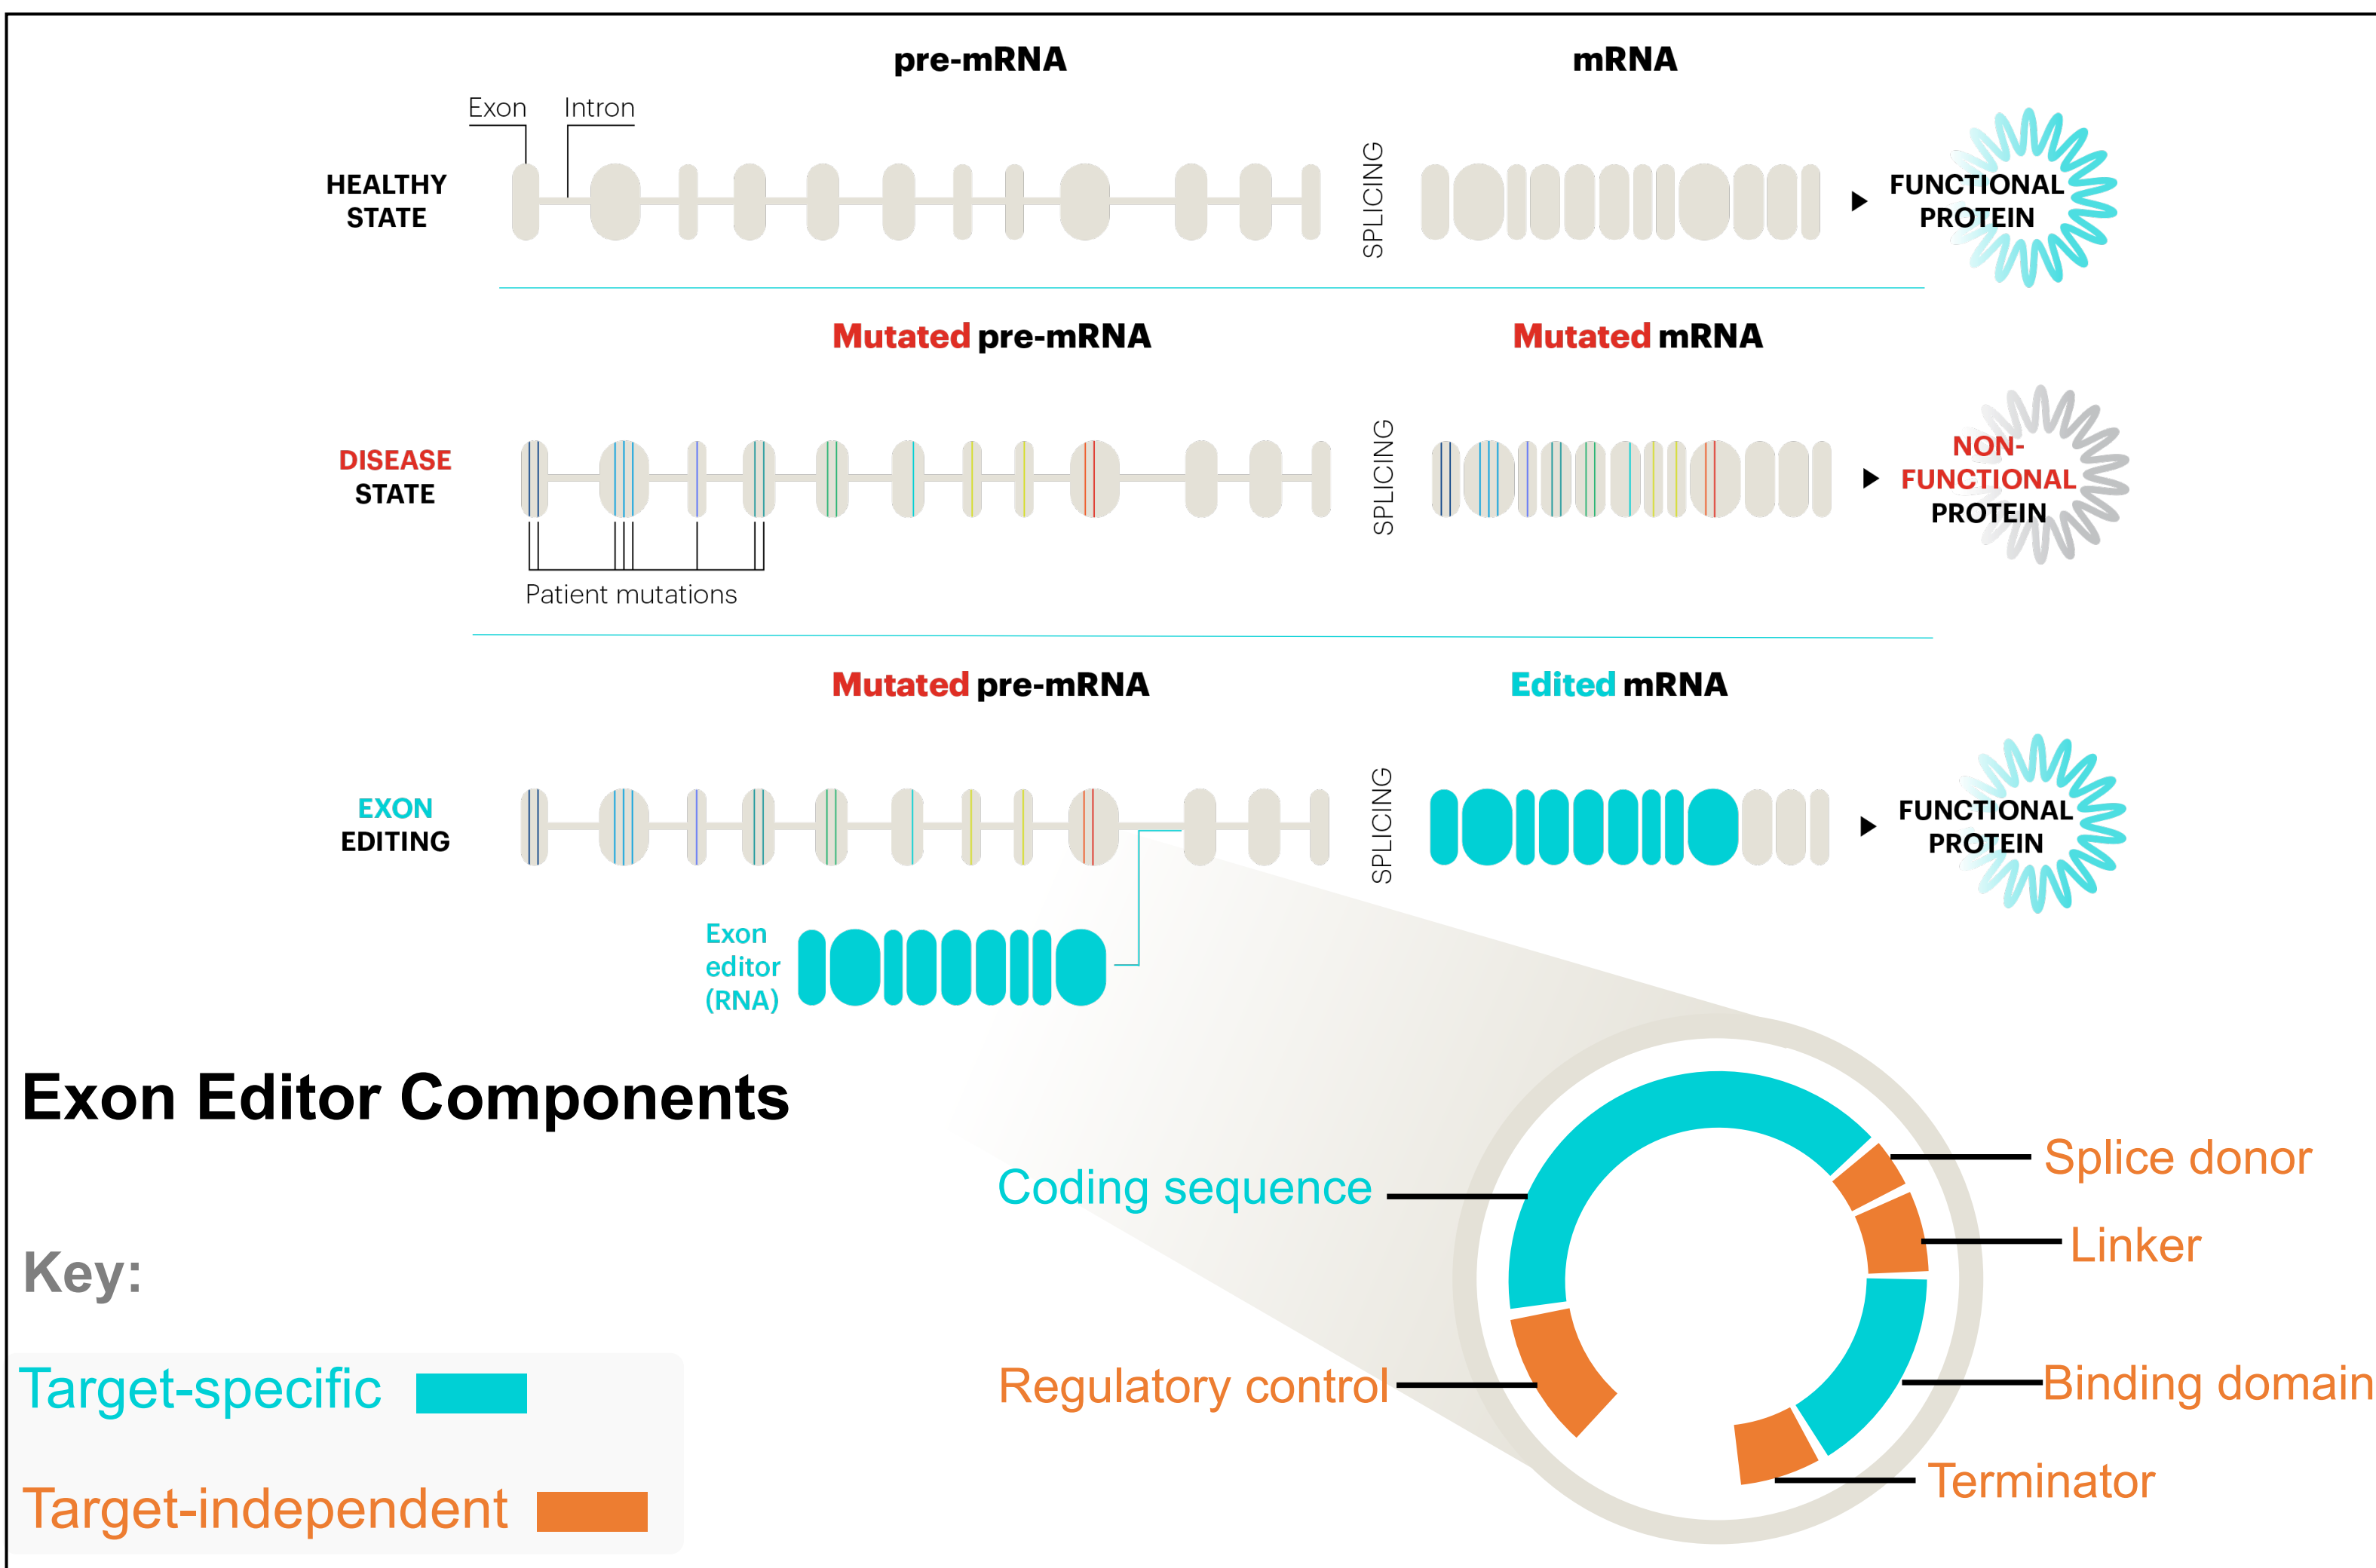 pre-mRNA
mRNA
Exon
Intron
HEALTHY
STATE
SPLICING
FUNCTIONAL
PROTEIN
Mutated pre-mRNA
Mutated mRNA
DISEASE
STATE
SPLICING
NON-
FUNCTIONAL
PROTEIN
Patient mutations
Mutated pre-mRNA
Edited mRNA
EXON
EDITING
SPLICING
FUNCTIONAL
PROTEIN
Exon
editor
(RNA)
Exon Editor Components
Coding sequence
Splice donor
Linker
Key:
Regulatory control
Binding domain
Target-specific
Terminator
Target-independent